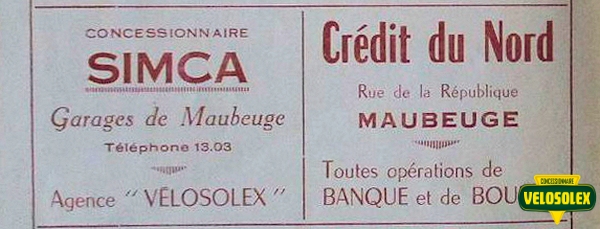 CONCESSIONNAIRE
SIMCA
Garages de Maubeuge
Téléphone 13.03
Agence "VÉLOSOLEX"
Crédit du Nord
Rue de la République
MAUBEUGE
Toutes opérations de
BANQUE et de
CONCESSIONNAIRE
VELOSOLEX